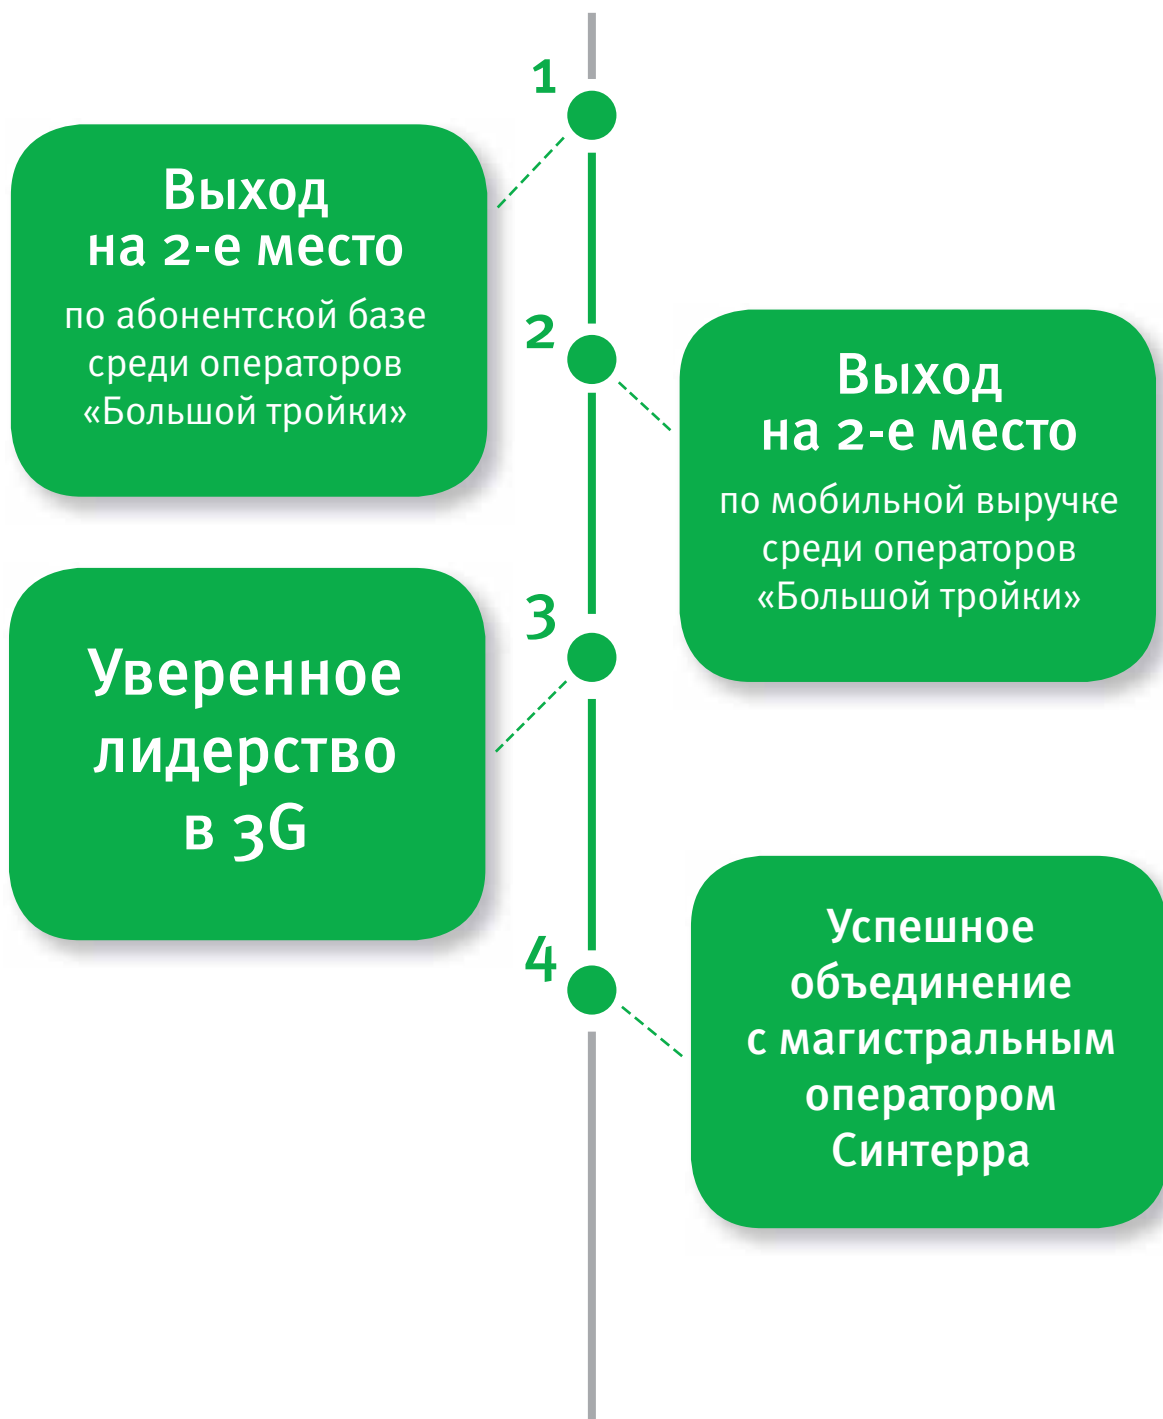 1
Выход
на 2-е место
по абонентской базе
среди операторов
«Большой тройки»
2
Выход
на 2-е место
по мобильной выручке
среди операторов
«Большой тройки»
3
Уверенное
лидерство
в 3G
4
Успешное
объединение
с магистральным
оператором
Синтерра